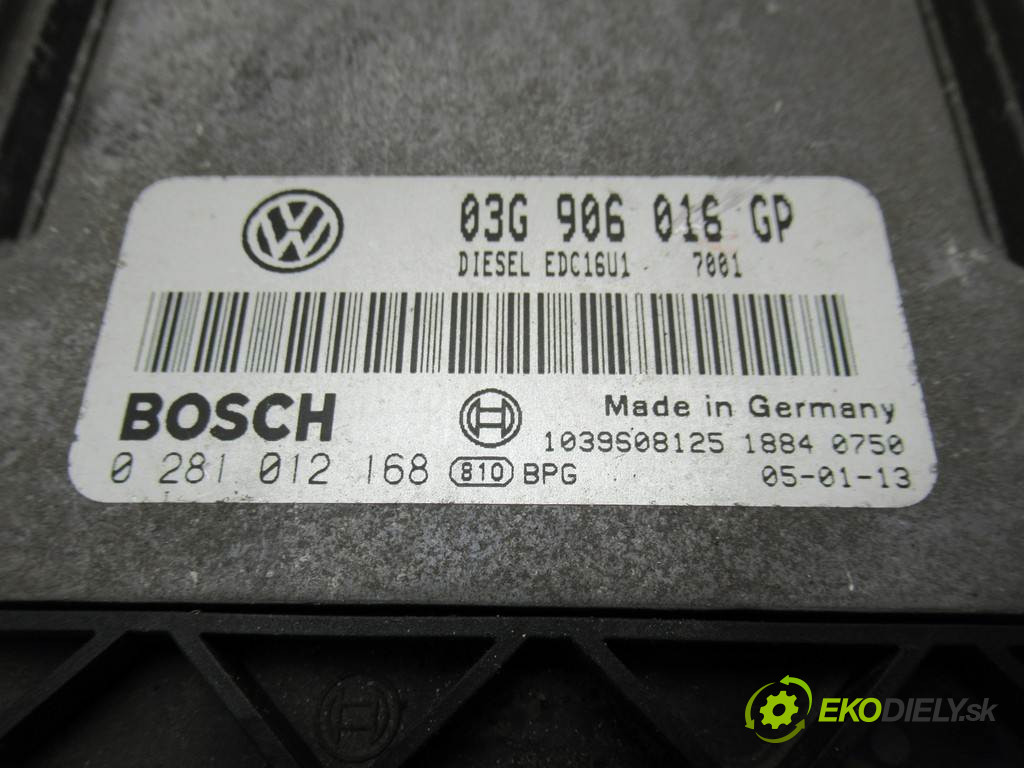 03G 906 016 GP
DIESEL EDC16U1 7001
BOSCH
Made in Germany
1039S08125 1884 0750
0 281 012 168 810 BPG 05-01-13
EKODIELY.sk